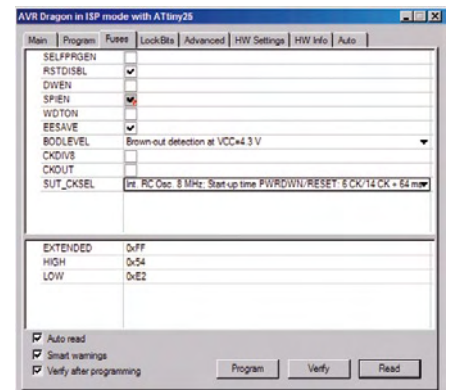 AVR Dragon in ISP mode with ATtiny25
Main Program Fuses LockBits Advanced HW Settings HW Info Auto
SELFPRGEN
RSTDISBL
DWEN
SPIEN
WDTON
EESAVE
BODLEVEL Brown-out detection at VCC=4.3 V
CKDIV8
CKOUT
SUT_CKSEL Int. RC Osc. 8 MHz; Start-up time PWRDWN/RESET: 6 CK/14 CK + 64 ms
EXTENDED 0xFF
HIGH 0x54
LOW 0xE2
Auto read
Smart warnings
Verify after programming
Program Verify Read